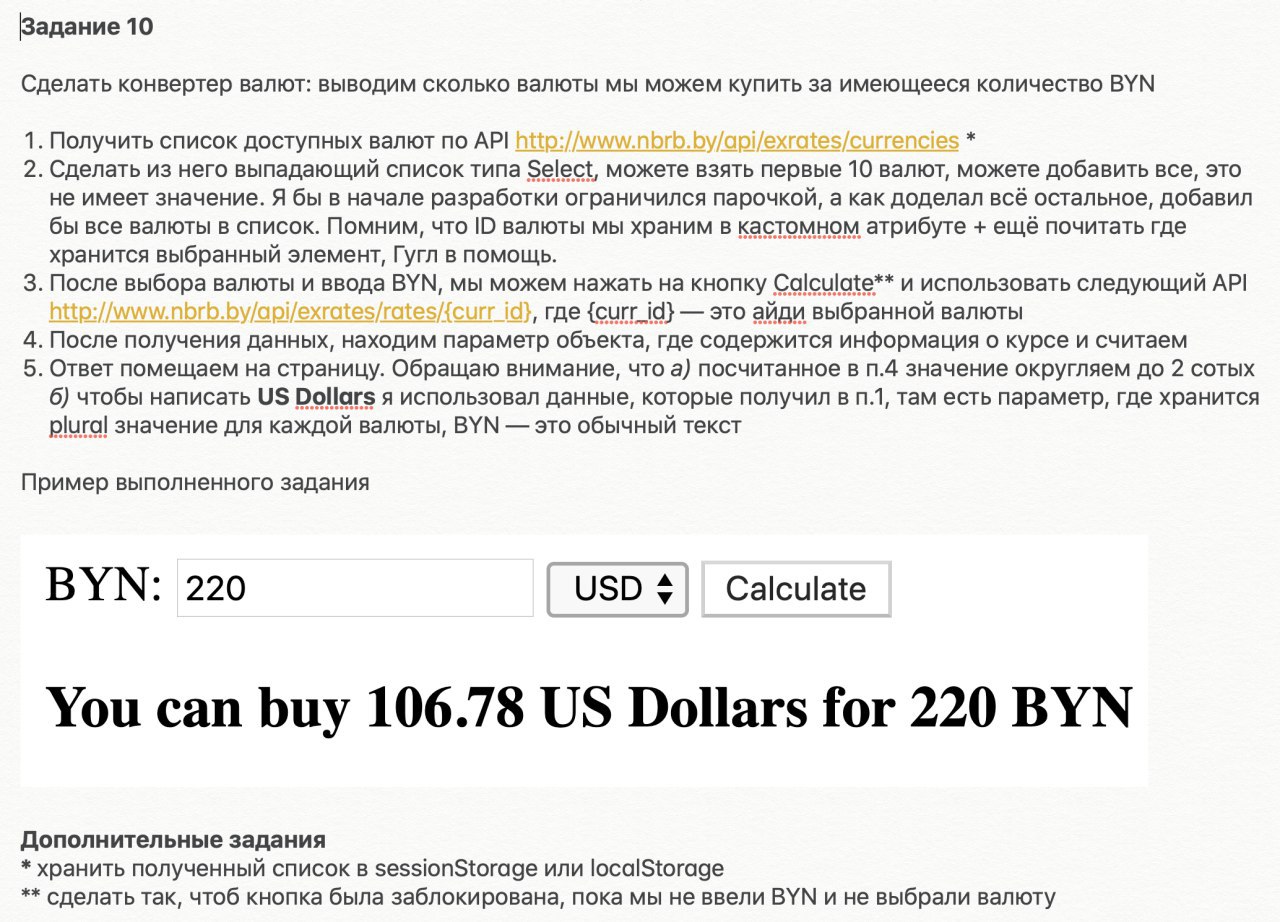 Задание 10
Сделать конвертер валют: выводим сколько валюты мы можем купить за имеющееся количество BYN
1. Получить список доступных валют по API http://www.nbrb.by/api/exrates/currencies *
2. Сделать из него выпадающий список типа Select, можете взять первые 10 валют, можете добавить все, это
не имеет значение. Я бы в начале разработки ограничился парочкой, а как доделал всё остальное, добавил
бы все валюты в список. Помним, что ID валюты мы храним в кастомном атрибуте + ещё почитать где
хранится выбранный элемент, Гугл в помощь.
3. После выбора валюты и ввода BYN, мы можем нажать на кнопку Calculate** и использовать следующий API
http://www.nbrb.by/api/exrates/rates/{curr_id}, где {curr_id} — это айди выбранной валюты
4. После получения данных, находим параметр объекта, где содержится информация о курсе и считаем
5. Ответ помещаем на страницу. Обращаю внимание, что а) посчитанное в п.4 значение округляем до 2 сотых
б) чтобы написать US Dollars я использовал данные, которые получил в п.1, там есть параметр, где хранится
plural значение для каждой валюты, BYN — это обычный текст
Пример выполненного задания
BYN: 220 USD Calculate
You can buy 106.78 US Dollars for 220 BYN
Дополнительные задания
* хранить полученный список в sessionStorage или localStorage
** сделать так, чтоб кнопка была заблокирована, пока мы не ввели BYN и не выбрали валюту